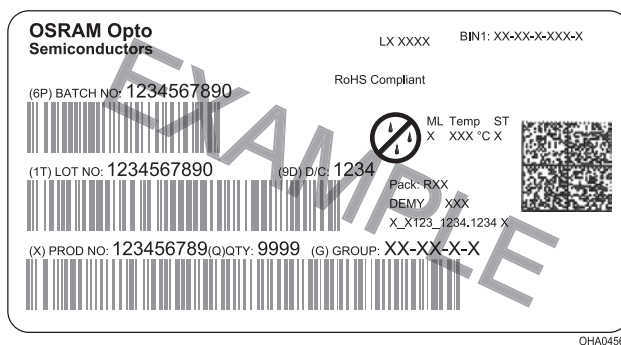 OSRAM Opto
Semiconductors
LX XXXX
BIN1: XX-XX-X-XXX-X
RoHS Compliant
(6P) BATCH NO: 1234567890
ML Temp ST
X XXX °C X
(1T) LOT NO: 1234567890 (9D) D/C: 1234
Pack: RXX
DEMY XXX
X_X123_1234.1234 X
(X) PROD NO: 123456789(Q)QTY: 9999 (G) GROUP: XX-XX-X-X
EXAMPLE
OHA0456